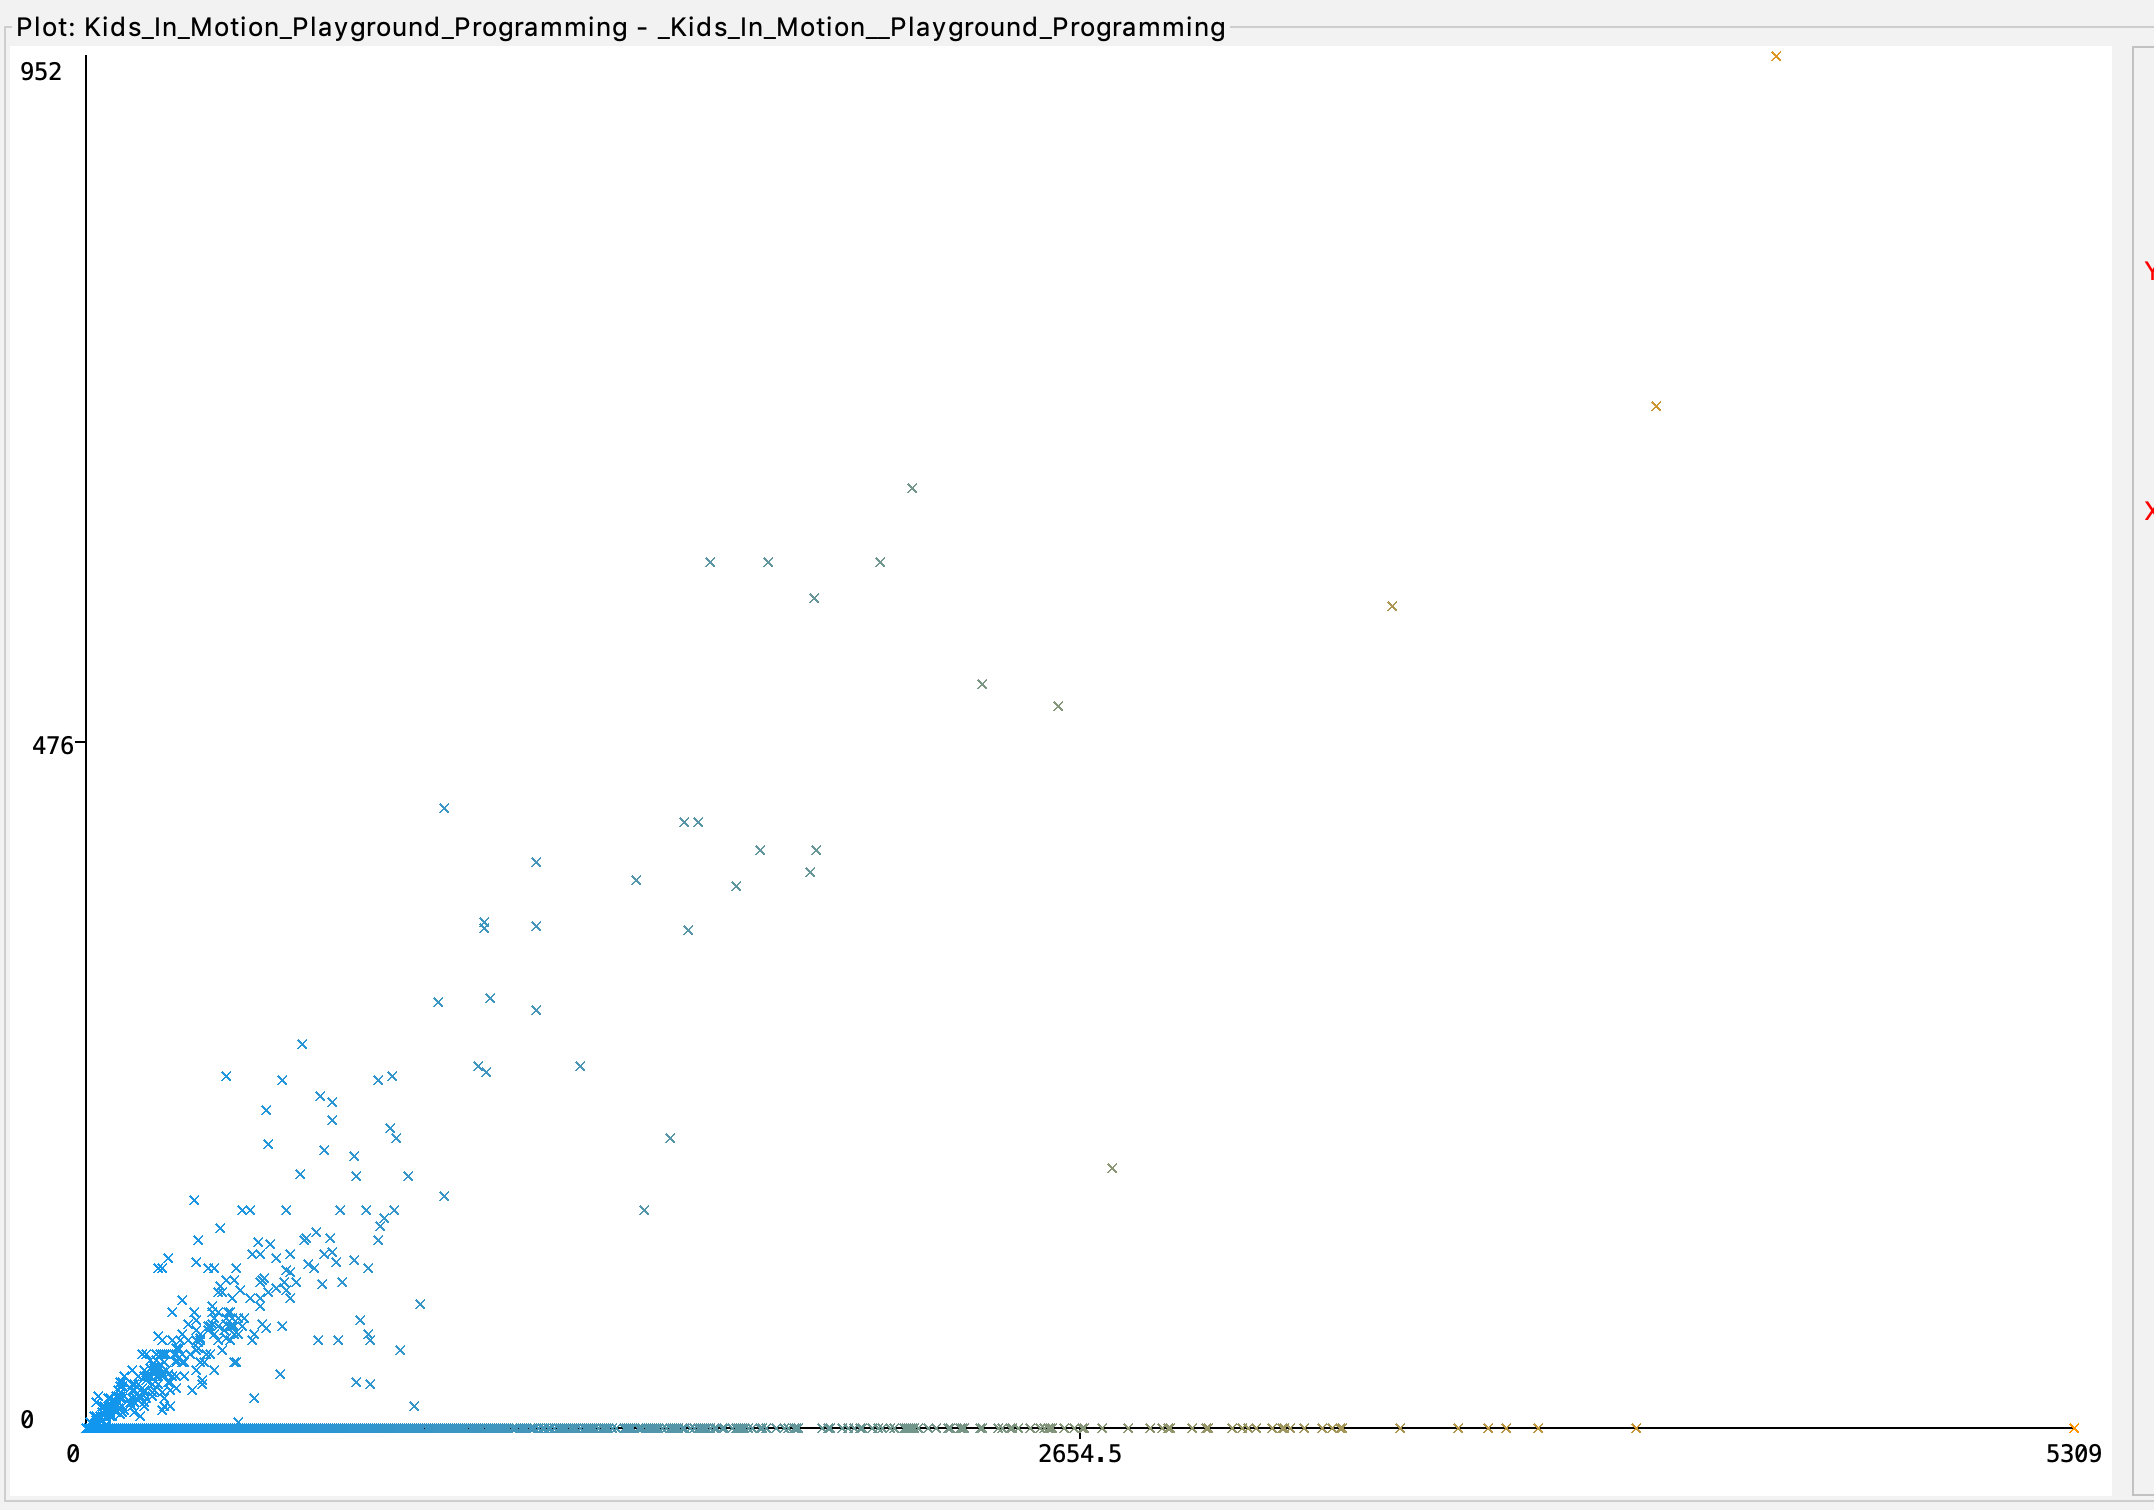 Plot: Kids_In_Motion_Playground_Programming - _Kids_In_Motion__Playground_Programming
952
Y
X
476
0
0
2654.5
5309